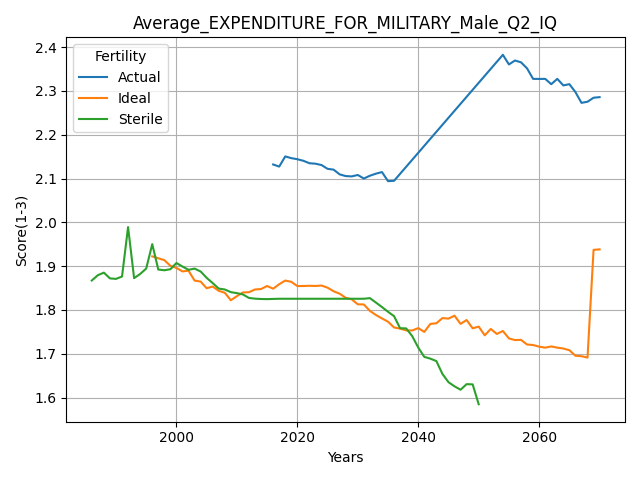 Average_EXPENDITURE_FOR_MILITARY_Male_Q2_IQ
Fertility
Actual
Ideal
Sterile
Score(1-3)
2.4
2.3
2.2
2.1
2.0
1.9
1.8
1.7
1.6
2000 2020 2040 2060
Years